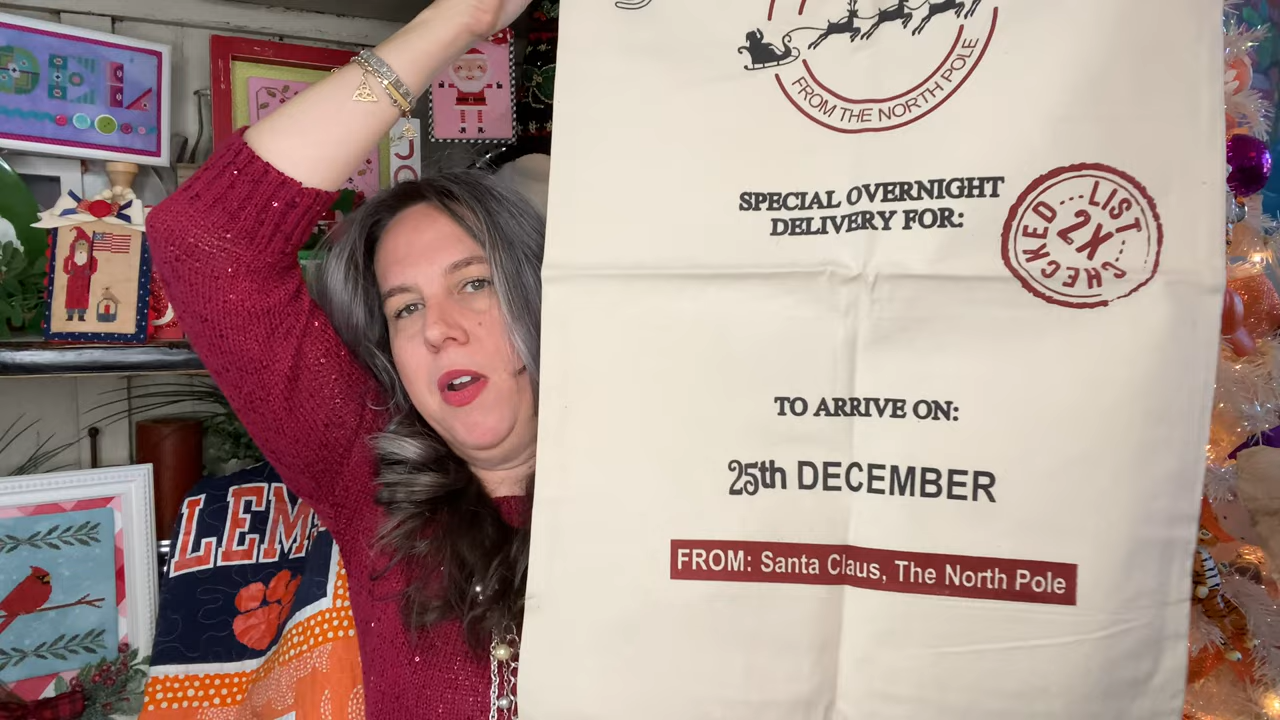 FROM THE NORTH POLE
SPECIAL OVERNIGHT
DELIVERY FOR:
LIST
2X
CHECKED
TO ARRIVE ON:
25th DECEMBER
FROM: Santa Claus, The North Pole
LEM